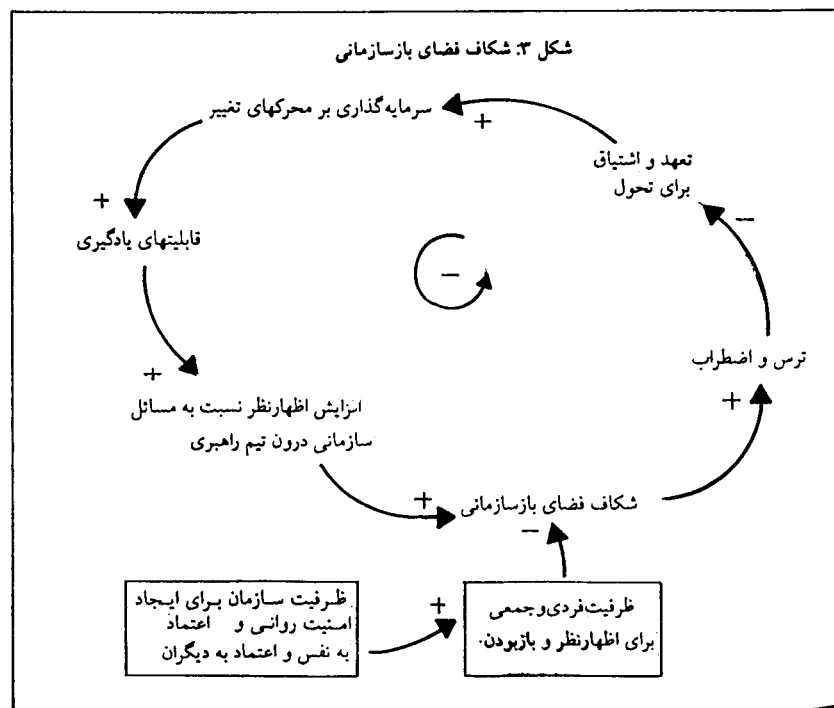 شکل ۳: شکاف فضای بازسازمانی
سرمایه‌گذاری بر محرکهای تغییر
+
تعهد و اشتیاق
برای تحول
+
−
قابلیتهای یادگیری
−
ترس و اضطراب
+
+
افزایش اظهارنظر نسبت به مسائل
سازمانی درون تیم راهبری
+
شکاف فضای بازسازمانی
−
ظرفیت سازمان برای ایجاد
امنیت روانی و اعتماد
به نفس و اعتماد به دیگران
+
ظرفیت فردی و جمعی
برای اظهارنظر و بازبودن.